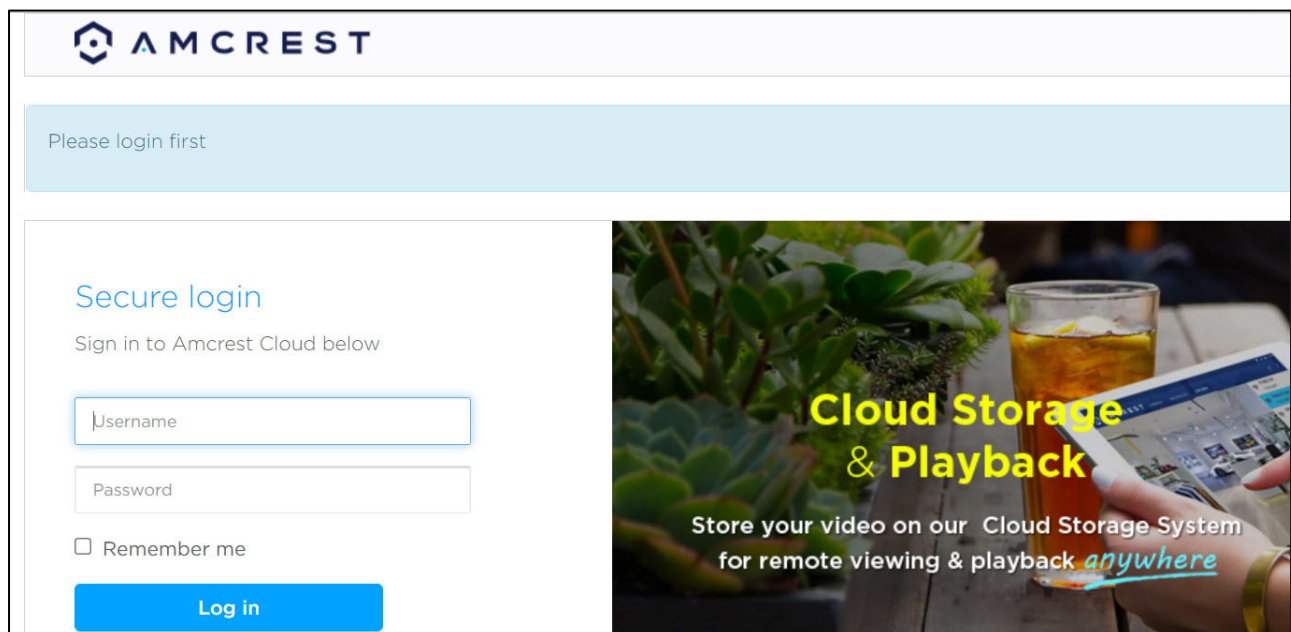 AMCREST
Please login first
Secure login
Sign in to Amcrest Cloud below
Username
Password
Remember me
Log in
Cloud Storage
& Playback
Store your video on our Cloud Storage System
for remote viewing & playback anywhere